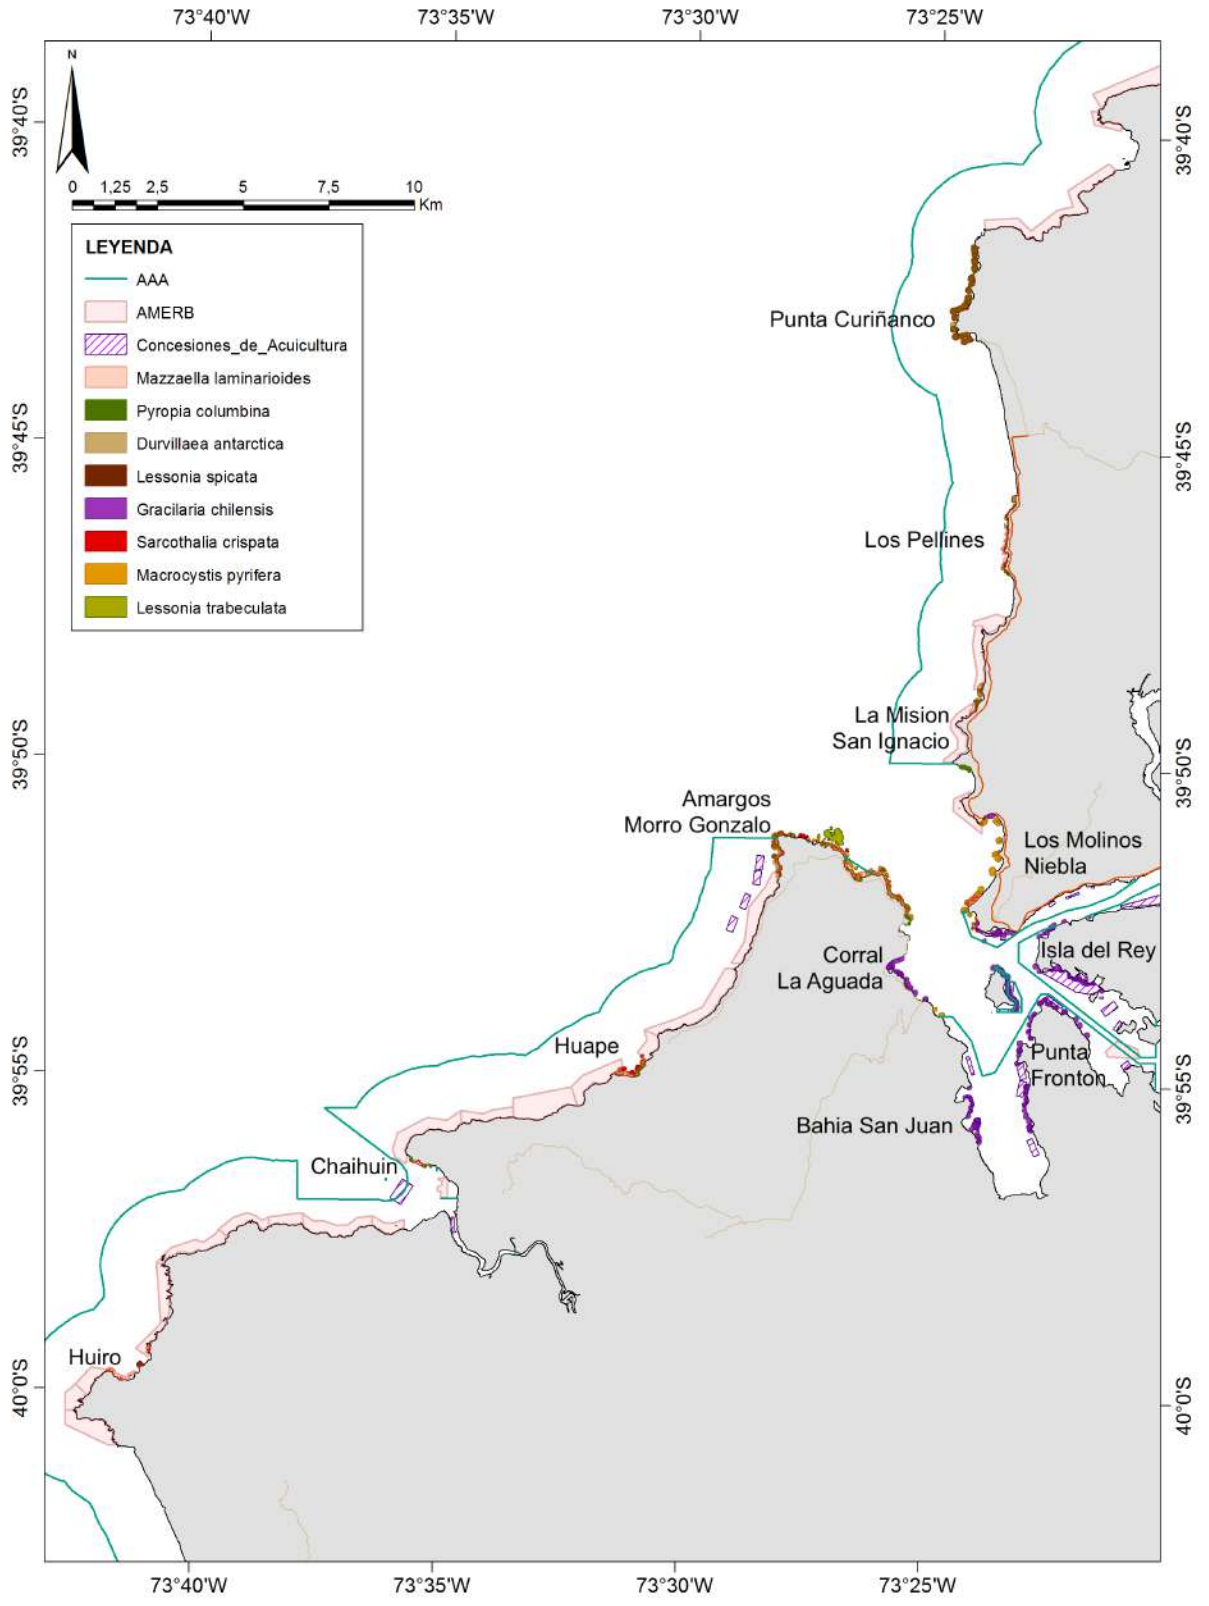 73°40'W 73°35'W 73°30'W 73°25'W
N
39°40'S
39°40'S
0 1,25 2,5 5 7,5 10
Km
LEYENDA
AAA
AMERB
Concesiones_de_Acuicultura
Mazzaella laminarioides
Pyropia columbina
Durvillaea antarctica
Lessonia spicata
Gracilaria chilensis
Sarcothalia crispata
Macrocystis pyrifera
Lessonia trabeculata
Punta Curiñanco
39°45'S
39°45'S
Los Pellines
La Mision
San Ignacio
39°50'S
39°50'S
Amargos
Morro Gonzalo
Los Molinos
Niebla
Isla del Rey
Corral
La Aguada
Huape
Punta
Fronton
39°55'S
39°55'S
Bahia San Juan
Chaihuin
Huiro
40°0'S
40°0'S
73°40'W 73°35'W 73°30'W 73°25'W